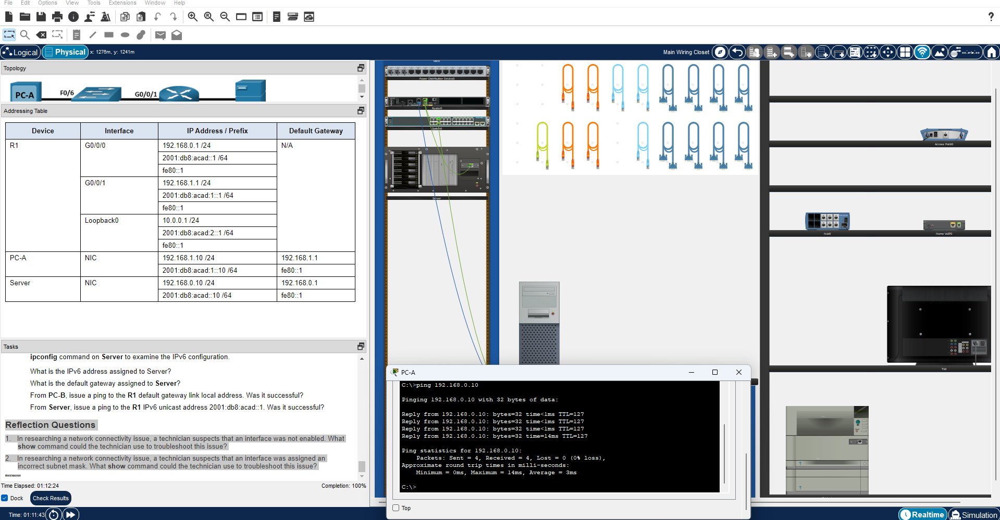 File Edit Options View Tools Extensions Window Help
?
Logical Physical x: 1276m, y: 1241m
Main Wiring Closet
Topology
PC-A F0/6 G0/0/1
Addressing Table
Device Interface IP Address / Prefix Default Gateway
R1 G0/0/0 192.168.0.1 /24 N/A
2001:db8:acad::1 /64
fe80::1
G0/0/1 192.168.1.1 /24
2001:db8:acad:1::1 /64
fe80::1
Loopback0 10.0.0.1 /24
2001:db8:acad:2::1 /64
fe80::1
PC-A NIC 192.168.1.10 /24 192.168.1.1
2001:db8:acad:1::10 /64 fe80::1
Server NIC 192.168.0.10 /24 192.168.0.1
2001:db8:acad::10 /64 fe80::1
Tasks
ipconfig command on Server to examine the IPv6 configuration.
What is the IPv6 address assigned to Server?
What is the default gateway assigned to Server?
From PC-B, issue a ping to the R1 default gateway link local address. Was it successful?
From Server, issue a ping to the R1 IPv6 unicast address 2001:db8:acad::1. Was it successful?
Reflection Questions
1. In researching a network connectivity issue, a technician suspects that an interface was not enabled. What
show command could the technician use to troubleshoot this issue?
2. In researching a network connectivity issue, a technician suspects that an interface was assigned an
incorrect subnet mask. What show command could the technician use to troubleshoot this issue?
End of document
Time Elapsed: 01:12:24 Completion: 100%
Dock Check Results
Time: 01:11:43
Rack
Power Distribution Device0
Router0
Switch0
Server
Access Point0
Hub0
Home VoIP0
TV0
PC-A
C:\>ping 192.168.0.10
Pinging 192.168.0.10 with 32 bytes of data:
Reply from 192.168.0.10: bytes=32 time<1ms TTL=127
Reply from 192.168.0.10: bytes=32 time<1ms TTL=127
Reply from 192.168.0.10: bytes=32 time<1ms TTL=127
Reply from 192.168.0.10: bytes=32 time=14ms TTL=127
Ping statistics for 192.168.0.10:
Packets: Sent = 4, Received = 4, Lost = 0 (0% loss),
Approximate round trip times in milli-seconds:
Minimum = 0ms, Maximum = 14ms, Average = 3ms
C:\>
Top
Realtime Simulation